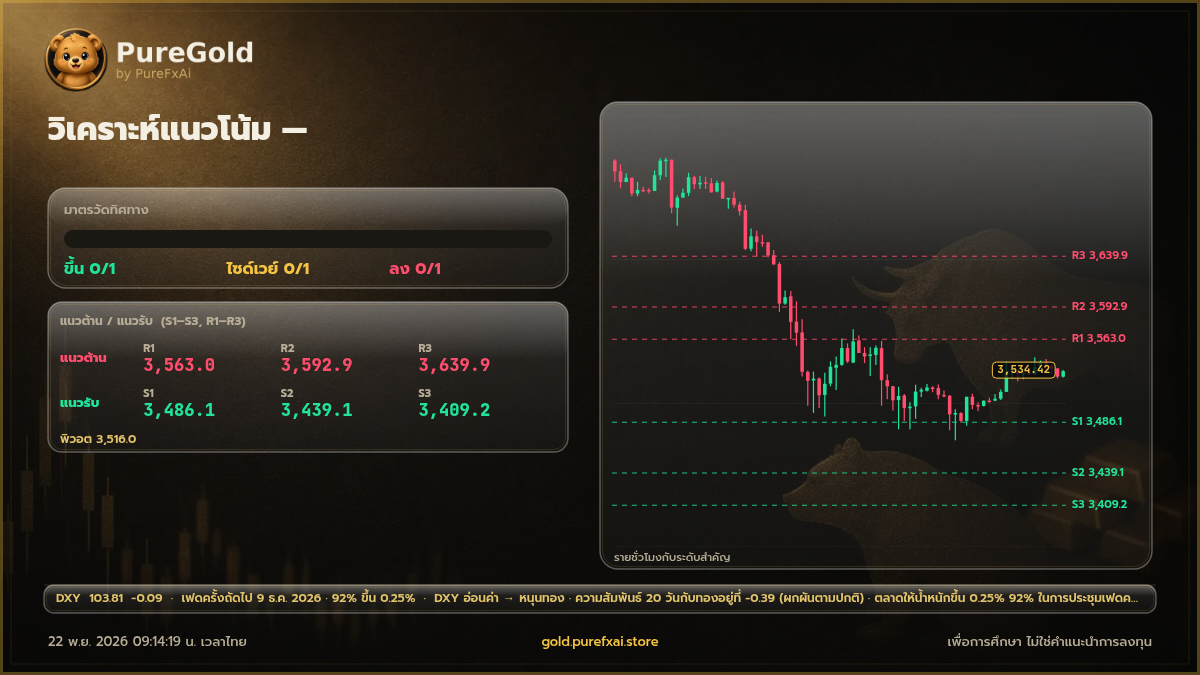 PureGold
by PureFxAi
วิเคราะห์แนวโน้ม —
มาตรวัดทิศทาง
ขึ้น 0/1 ไซด์เวย์ 0/1 ลง 0/1
แนวต้าน / แนวรับ (S1–S3, R1–R3)
R1 R2 R3
แนวต้าน 3,563.0 3,592.9 3,639.9
S1 S2 S3
แนวรับ 3,486.1 3,439.1 3,409.2
พิวอต 3,516.0
R3 3,639.9
R2 3,592.9
R1 3,563.0
3,534.42
S1 3,486.1
S2 3,439.1
S3 3,409.2
รายชั่วโมงกับระดับสำคัญ
DXY 103.81 -0.09 · เฟดครั้งถัดไป 9 ธ.ค. 2026 · 92% ขึ้น 0.25% · DXY อ่อนค่า → หนุนทอง · ความสัมพันธ์ 20 วันกับทองอยู่ที่ -0.39 (ผกผันตามปกติ) · ตลาดให้น้ำหนักขึ้น 0.25% 92% ในการประชุมเฟดค...
22 พ.ย. 2026 09:14:19 น. เวลาไทย
gold.purefxai.store
เพื่อการศึกษา ไม่ใช่คำแนะนำการลงทุน